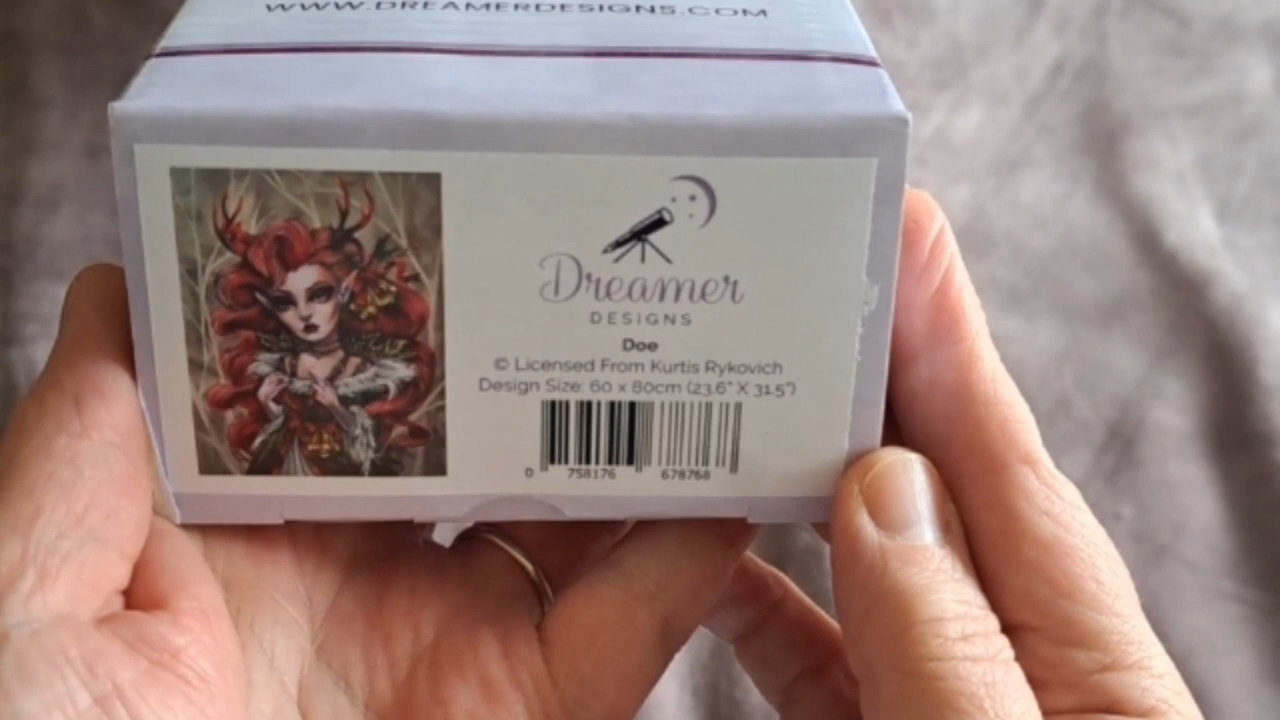 WWW.DREAMERDESIGNS.COM
Dreamer
DESIGNS
Doe
© Licensed From Kurtis Rykovich
Design Size: 60 x 80cm (23.6" X 31.5")
0 758176 678768